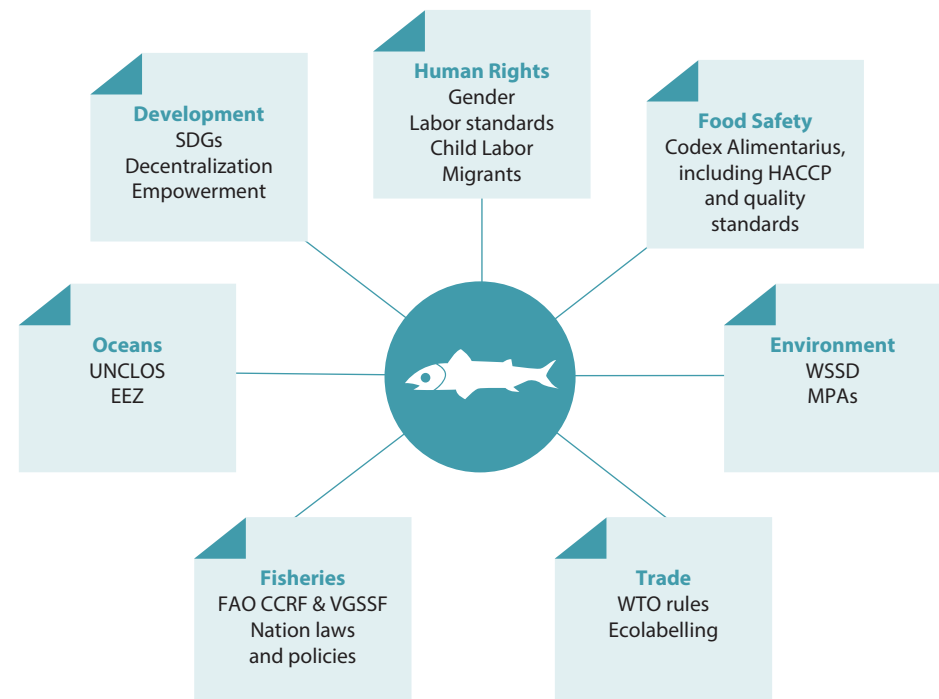 Human Rights
Gender
Labor standards
Child Labor
Migrants
Development
SDGs
Decentralization
Empowerment
Food Safety
Codex Alimentarius,
including HACCP
and quality
standards
Oceans
UNCLOS
EEZ
Environment
WSSD
MPAs
Fisheries
FAO CCRF & VGSSF
Nation laws
and policies
Trade
WTO rules
Ecolabelling